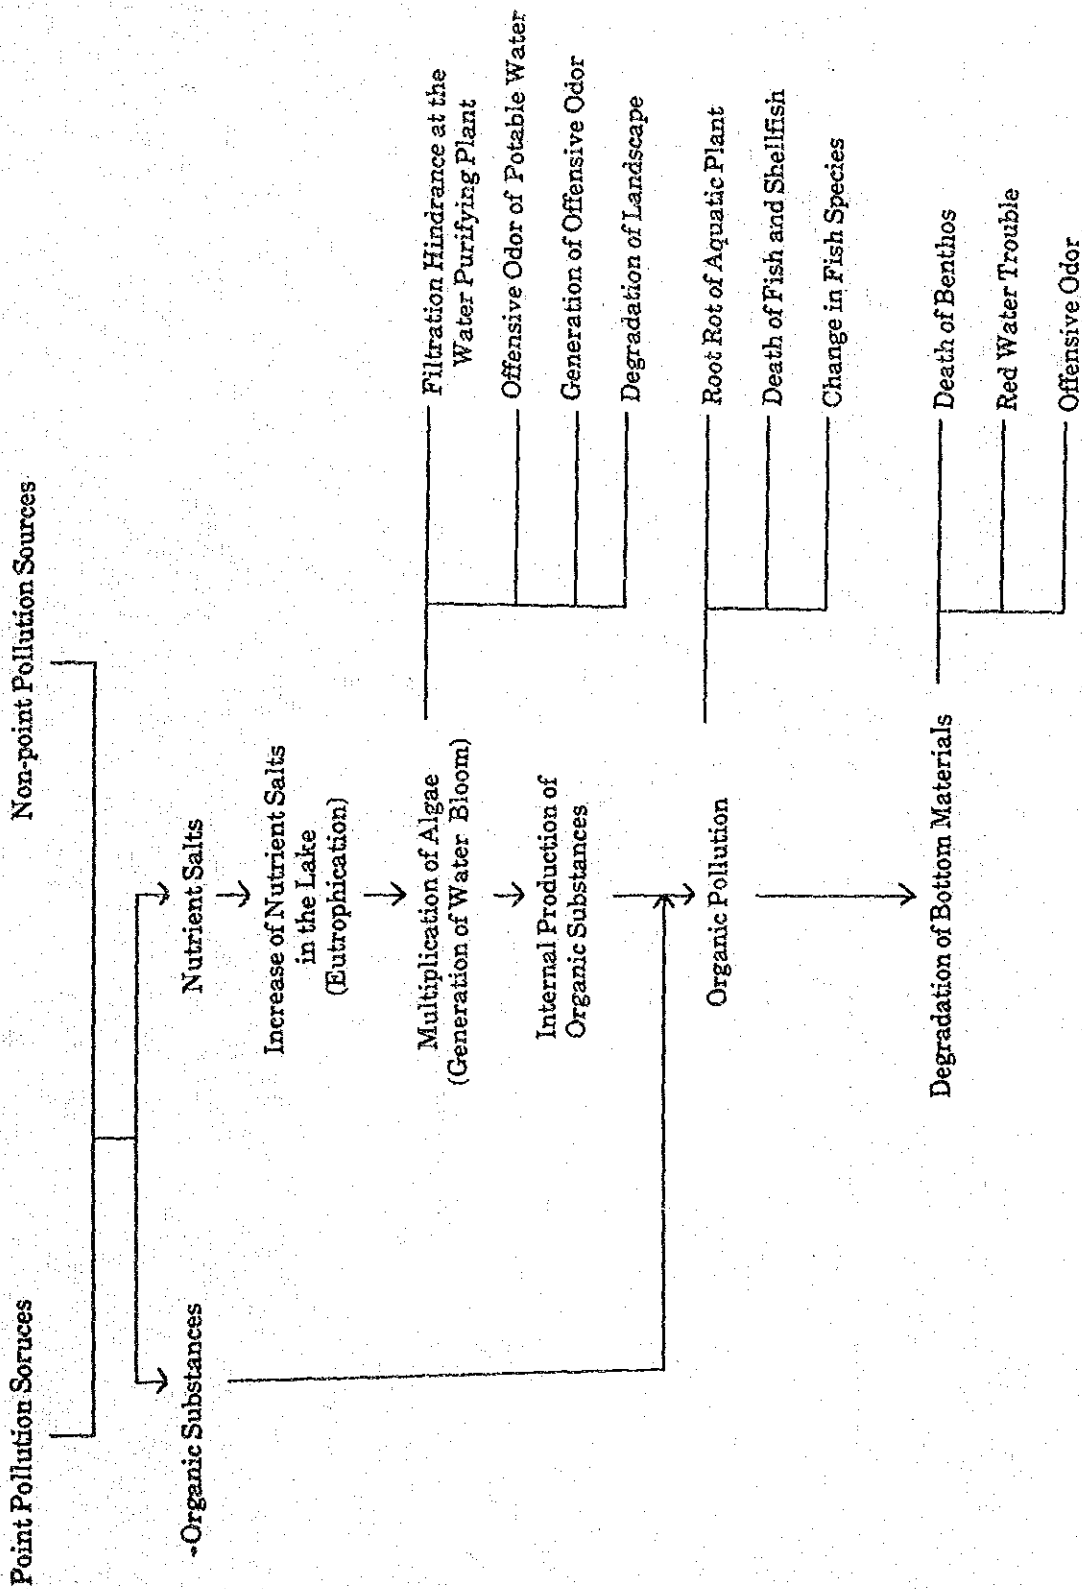 Point Pollution Soruces
Non-point Pollution Sources
Organic Substances
Nutrient Salts
Increase of Nutrient Salts
in the Lake
(Eutrophication)
Multiplication of Algae
(Generation of Water Bloom)
Filtration Hindrance at the
Water Purifying Plant
Offensive Odor of Potable Water
Generation of Offensive Odor
Degradation of Landscape
Internal Production of
Organic Substances
Organic Pollution
Root Rot of Aquatic Plant
Death of Fish and Shellfish
Change in Fish Species
Degradation of Bottom Materials
Death of Benthos
Red Water Trouble
Offensive Odor